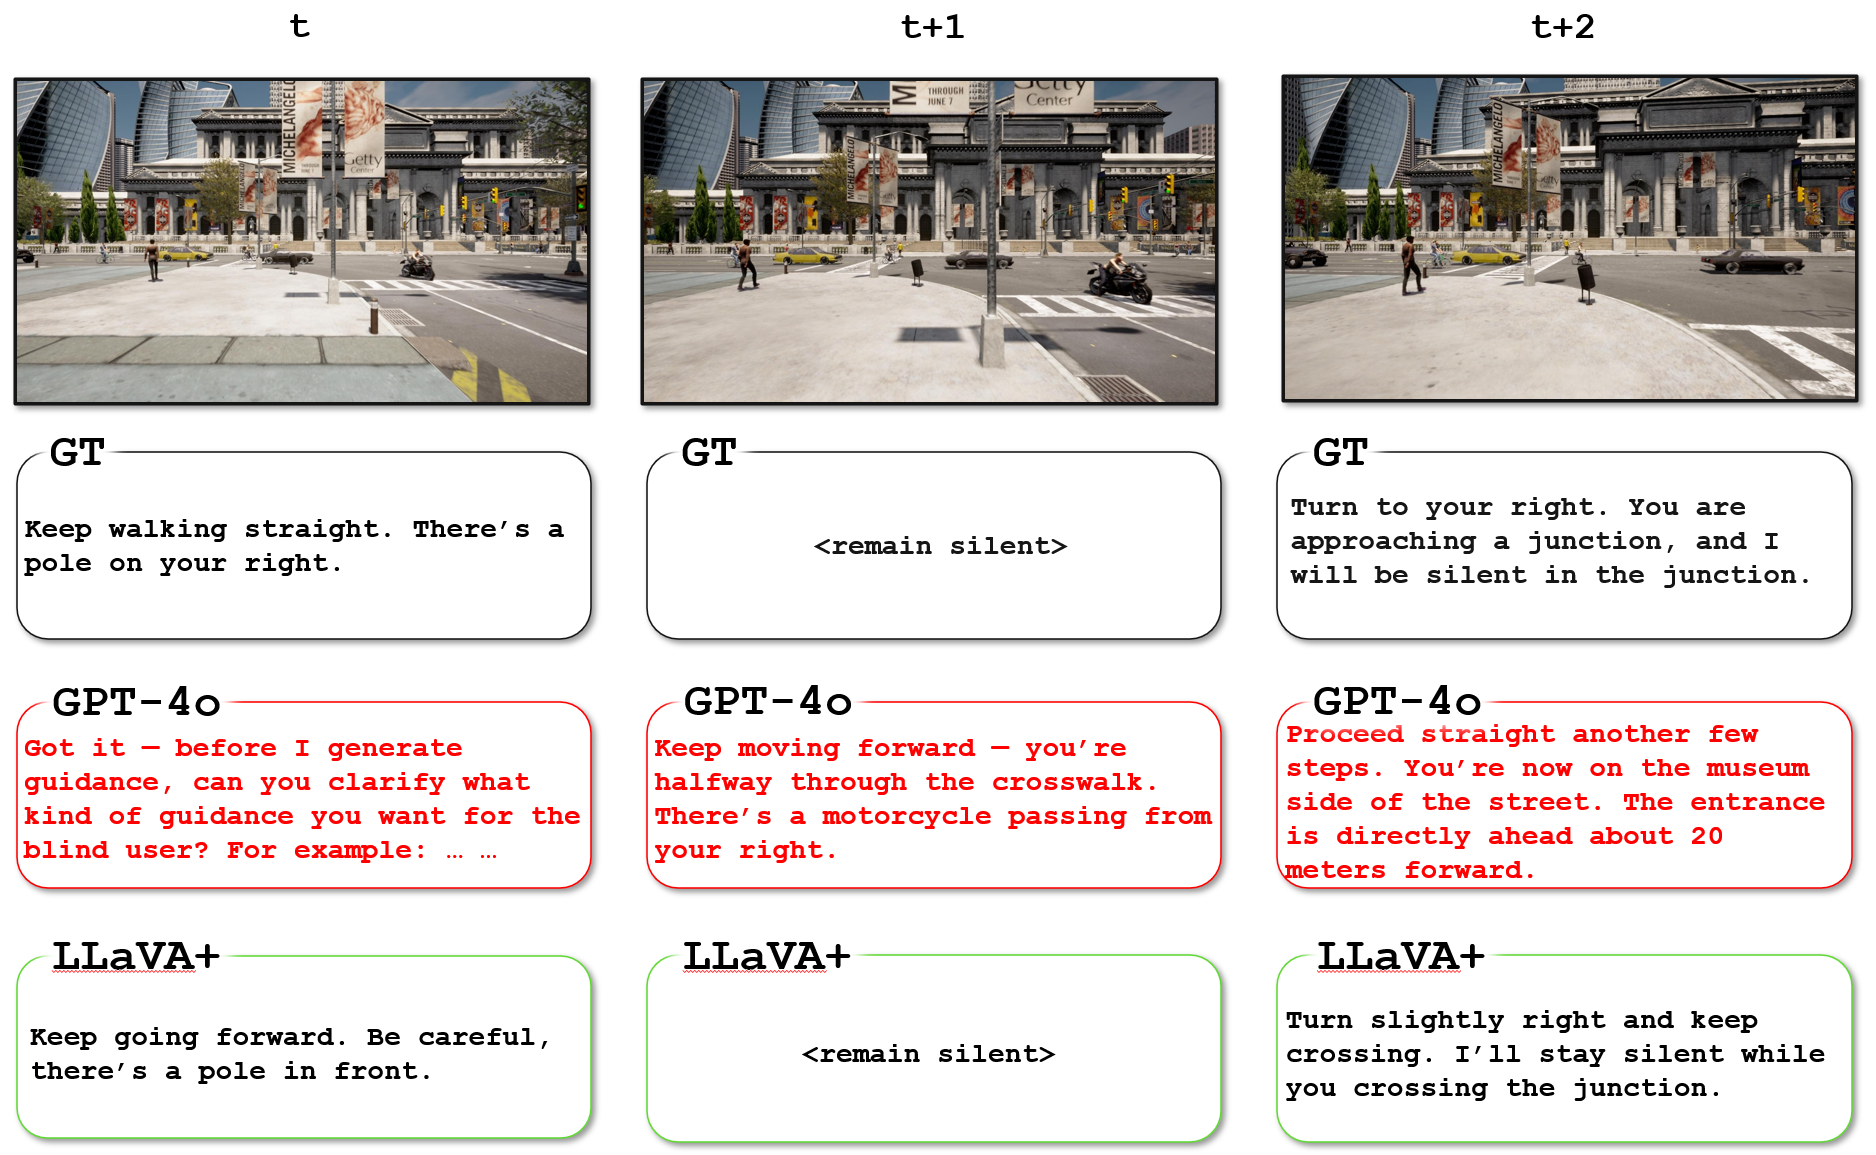 t
t+1
t+2
MICHELANGELO
THROUGH
JUNE 7
Getty
Center
M
THROUGH
JUNE 7
Getty
Center
MICHELANGELO
MICHELANGELO
Getty
GT
Keep walking straight. There’s a
pole on your right.
GT
<remain silent>
GT
Turn to your right. You are
approaching a junction, and I
will be silent in the junction.
GPT-4o
Got it — before I generate
guidance, can you clarify what
kind of guidance you want for the
blind user? For example: … …
GPT-4o
Keep moving forward — you’re
halfway through the crosswalk.
There’s a motorcycle passing from
your right.
GPT-4o
Proceed straight another few
steps. You’re now on the museum
side of the street. The entrance
is directly ahead about 20
meters forward.
LLaVA+
Keep going forward. Be careful,
there’s a pole in front.
LLaVA+
<remain silent>
LLaVA+
Turn slightly right and keep
crossing. I’ll stay silent while
you crossing the junction.